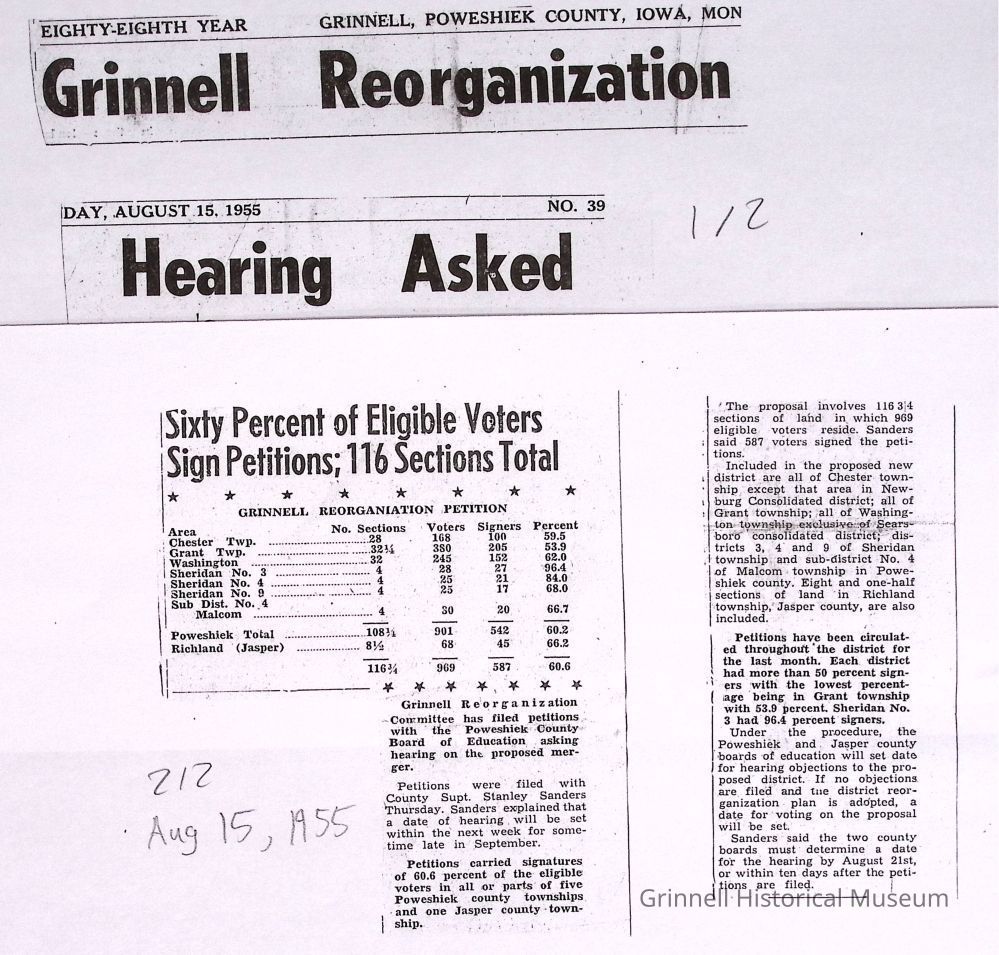 EIGHTY-EIGHTH YEAR GRINNELL, POWESHIEK COUNTY, IOWA, MON
Grinnell Reorganization
DAY, AUGUST 15, 1955 NO. 39
Hearing Asked
1/2
Sixty Percent of Eligible Voters
Sign Petitions; 116 Sections Total
GRINNELL REORGANIATION PETITION
Area No. Sections Voters Signers Percent
Chester Twp. 28 168 100 59.5
Grant Twp. 32¼ 380 205 53.9
Washington 32 245 152 62.0
Sheridan No. 3 4 28 27 96.4
Sheridan No. 4 4 25 21 84.0
Sheridan No. 9 4 25 17 68.0
Sub Dist. No. 4
Malcom 4 30 20 66.7
Poweshiek Total 108¼ 901 542 60.2
Richland (Jasper) 8½ 68 45 66.2
116¾ 969 587 60.6
Grinnell Reorganization
Committee has filed petitions
with the Poweshiek County
Board of Education asking
hearing on the proposed mer-
ger.
Petitions were filed with
County Supt. Stanley Sanders
Thursday. Sanders explained that
a date of hearing will be set
within the next week for some-
time late in September.
Petitions carried signatures
of 60.6 percent of the eligible
voters in all or parts of five
Poweshiek county townships
and one Jasper county town-
ship.
The proposal involves 116 3|4
sections of land in which 969
eligible voters reside. Sanders
said 587 voters signed the peti-
tions.
Included in the proposed new
district are all of Chester town-
ship except that area in New-
burg Consolidated district; all of
Grant township; all of Washing-
ton township exclusive of Sears-
boro consolidated district; dis-
tricts 3, 4 and 9 of Sheridan
township and sub-district No. 4
of Malcom township in Powe-
shiek county. Eight and one-half
sections of land in Richland
township, Jasper county, are also
included.
Petitions have been circulat-
ed throughout the district for
the last month. Each district
had more than 50 percent sign-
ers with the lowest percent-
age being in Grant township
with 53.9 percent. Sheridan No.
3 had 96.4 percent signers.
Under the procedure, the
Poweshiek and Jasper county
boards of education will set date
for hearing objections to the pro-
posed district. If no objections
are filed and the district reor-
ganization plan is adopted, a
date for voting on the proposal
will be set.
Sanders said the two county
boards must determine a date
for the hearing by August 21st,
or within ten days after the peti-
tions are filed.
2/2
Aug 15, 1955
Grinnell Historical Museum